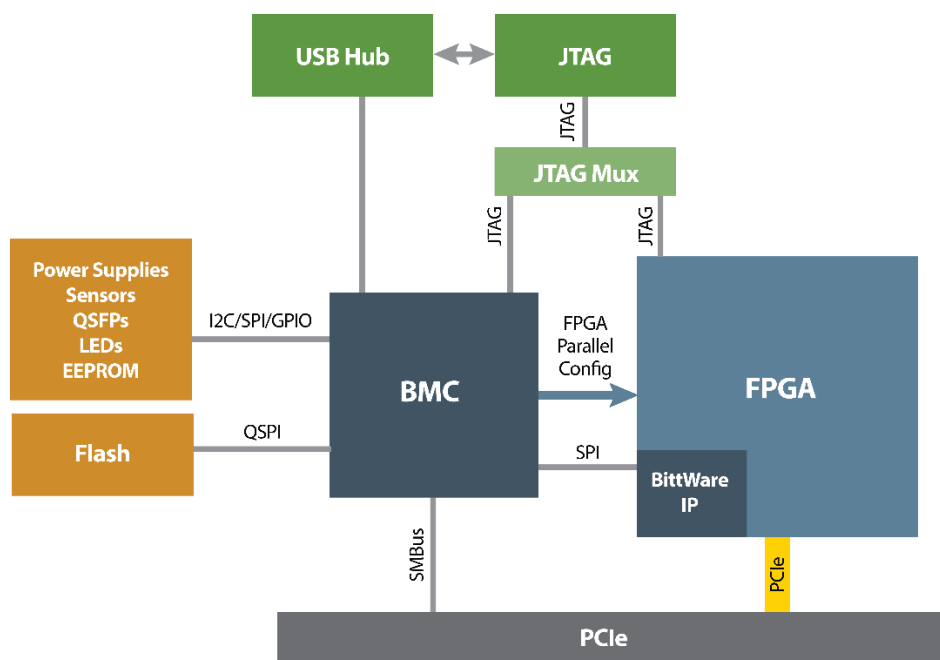 USB Hub
JTAG
JTAG
JTAG Mux
JTAG
JTAG
Power Supplies
Sensors
QSFPs
LEDs
EEPROM
I2C/SPI/GPIO
FPGA
Parallel
Config
BMC
FPGA
Flash
QSPI
SPI
BittWare
IP
SMBus
PCIe
PCIe